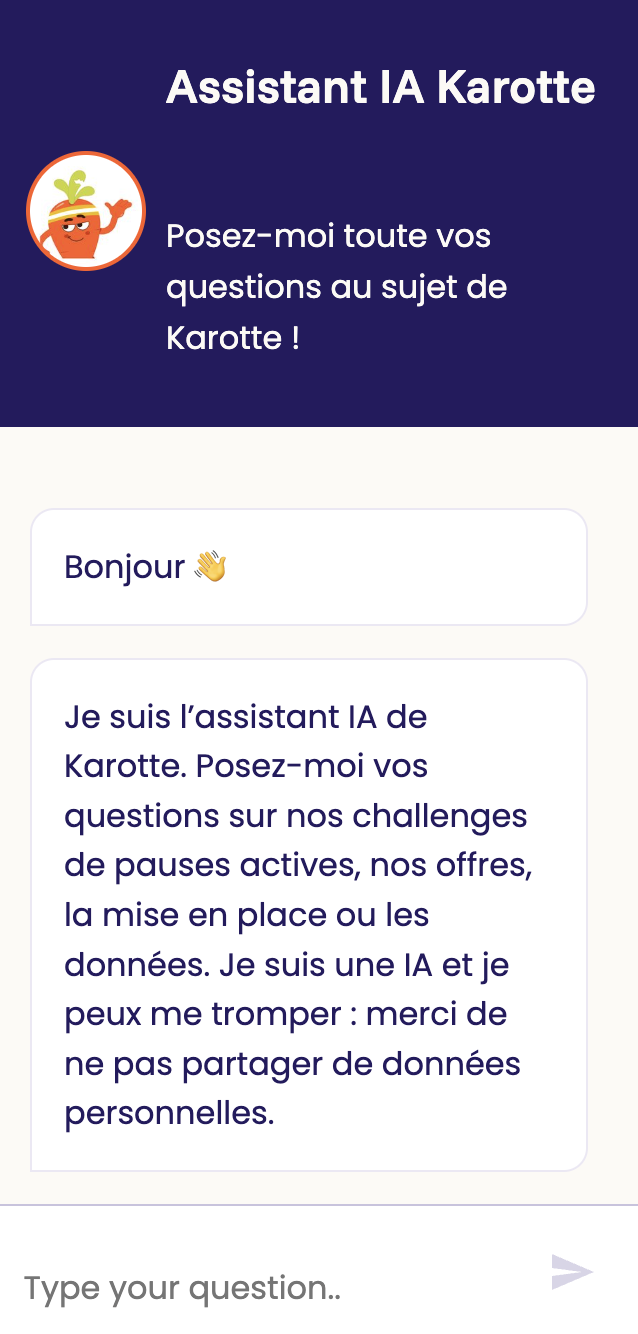 Assistant IA Karotte
Posez-moi toute vos
questions au sujet de
Karotte !
Bonjour 👋
Je suis l’assistant IA de
Karotte. Posez-moi vos
questions sur nos challenges
de pauses actives, nos offres,
la mise en place ou les
données. Je suis une IA et je
peux me tromper : merci de
ne pas partager de données
personnelles.
Type your question..